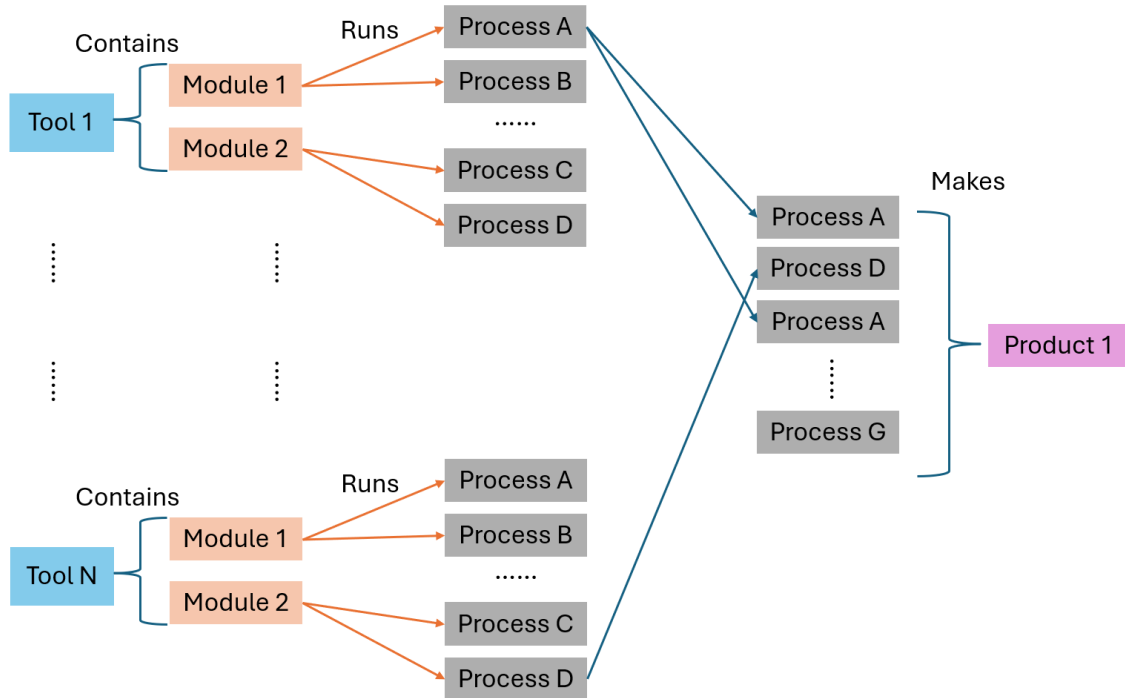 Contains
Runs
Process A
Module 1
Process B
Tool 1
......
Module 2
Process C
Process D
Makes
Process A
Process D
Process A
Product 1
Process G
Contains
Runs
Process A
Module 1
Process B
Tool N
......
Module 2
Process C
Process D